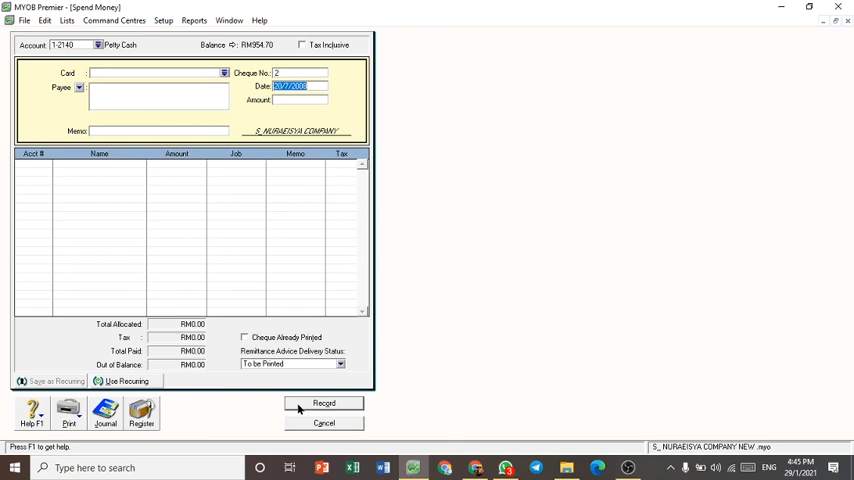 MYOB Premier - [Spend Money]
File Edit Lists Command Centres Setup Reports Window Help
Account: 1-2140 Petty Cash Balance ⇨: RM954.70 Tax Inclusive
Card : Cheque No.: 2
Payee : Date: 20/7/2008
Amount:
Memo: S_ NURAEISYA COMPANY
Acct # Name Amount Job Memo Tax
Total Allocated: RM0.00
Tax : RM0.00 Cheque Already Printed
Total Paid: RM0.00 Remittance Advice Delivery Status:
Out of Balance: RM0.00 To be Printed
Save as Recurring Use Recurring
Record
Help F1 Print Journal Register Cancel
Press F1 to get help. S_ NURAEISYA COMPANY NEW .myo
Type here to search 3 ENG 4:45 PM
29/1/2021